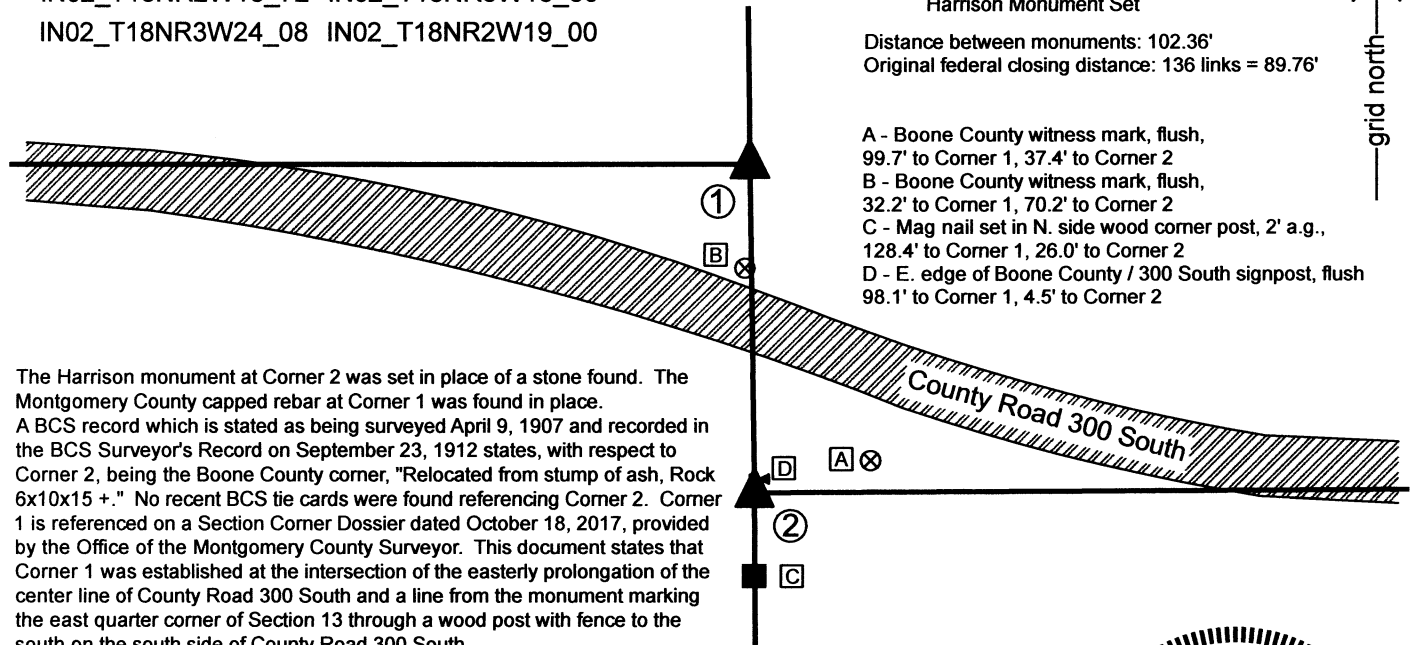 IN02_T18NR3W24_08 IN02_T18NR2W19_00
Harrison Monument Set
Distance between monuments: 102.36'
Original federal closing distance: 136 links = 89.76'
grid north
A - Boone County witness mark, flush,
99.7' to Corner 1, 37.4' to Corner 2
B - Boone County witness mark, flush,
32.2' to Corner 1, 70.2' to Corner 2
C - Mag nail set in N. side wood corner post, 2' a.g.,
128.4' to Corner 1, 26.0' to Corner 2
D - E. edge of Boone County / 300 South signpost, flush
98.1' to Corner 1, 4.5' to Corner 2
1
B
County Road 300 South
A
D
2
C
The Harrison monument at Corner 2 was set in place of a stone found. The
Montgomery County capped rebar at Corner 1 was found in place.
A BCS record which is stated as being surveyed April 9, 1907 and recorded in
the BCS Surveyor's Record on September 23, 1912 states, with respect to
Corner 2, being the Boone County corner, "Relocated from stump of ash, Rock
6x10x15 +." No recent BCS tie cards were found referencing Corner 2. Corner
1 is referenced on a Section Corner Dossier dated October 18, 2017, provided
by the Office of the Montgomery County Surveyor. This document states that
Corner 1 was established at the intersection of the easterly prolongation of the
center line of County Road 300 South and a line from the monument marking
the east quarter corner of Section 13 through a wood post with fence to the
south on the south side of County Road 300 South.